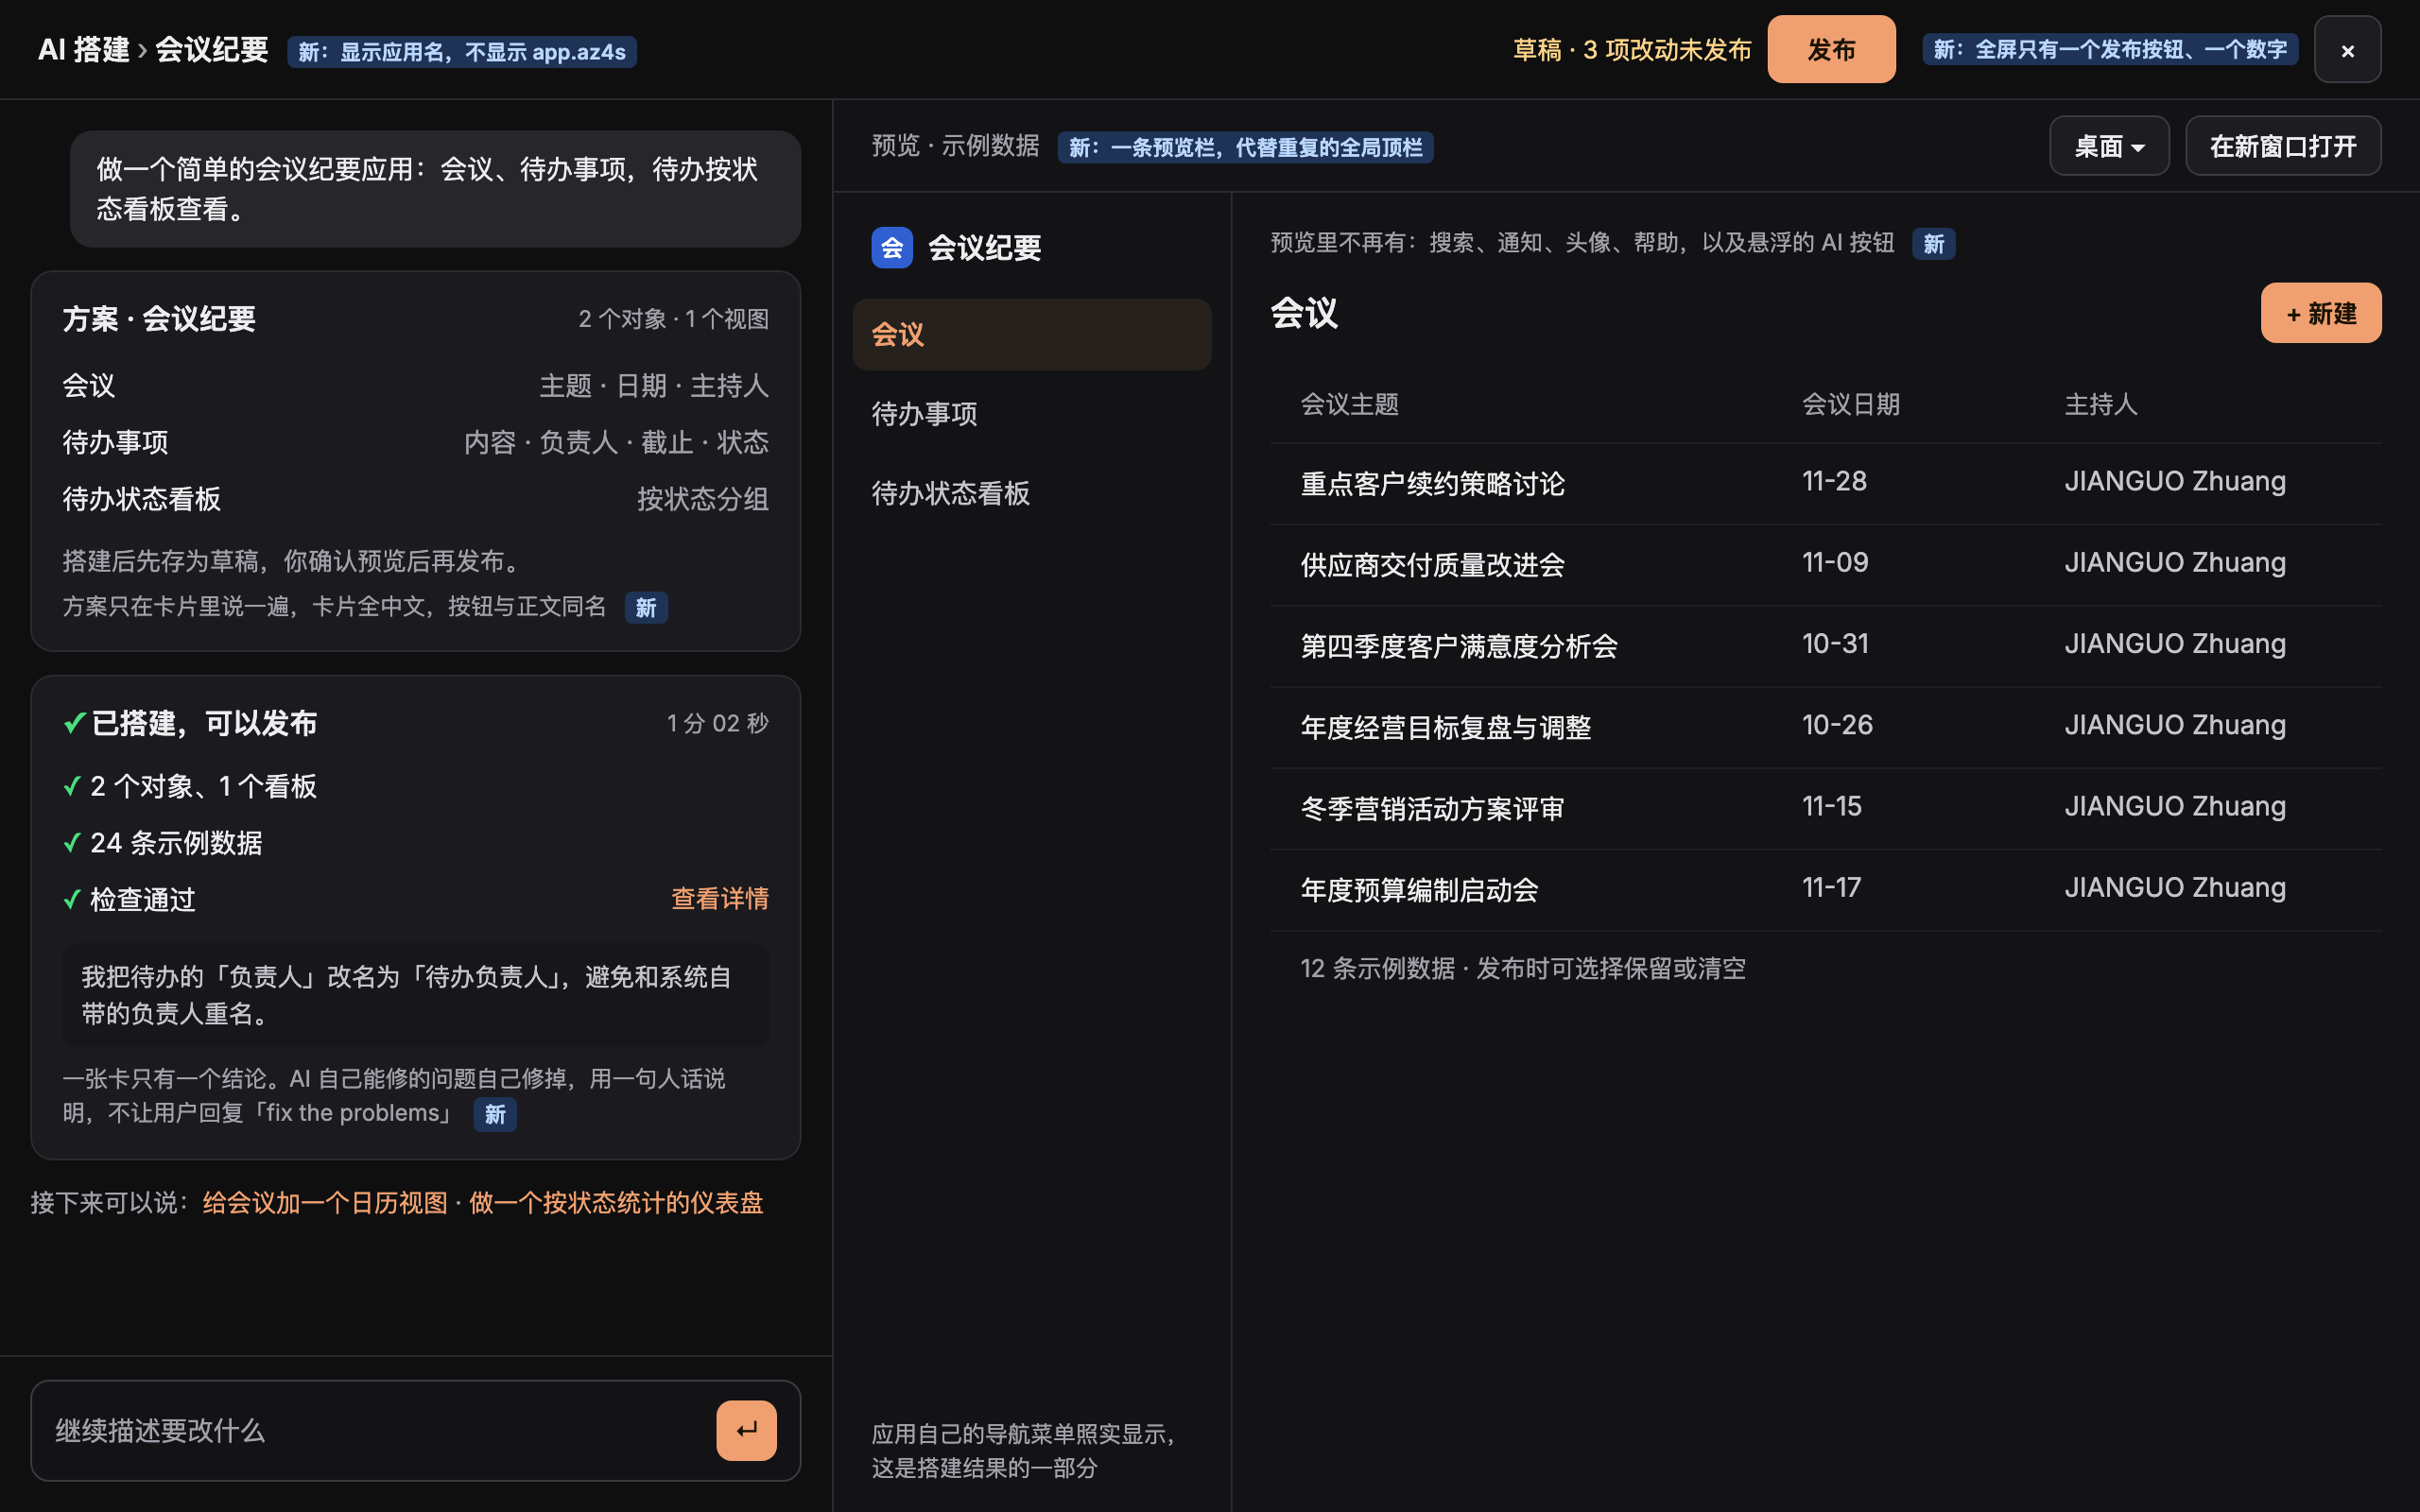 AI 搭建 › 会议纪要 新：显示应用名，不显示 app.az4s
草稿 · 3 项改动未发布 发布 新：全屏只有一个发布按钮、一个数字 ×
做一个简单的会议纪要应用：会议、待办事项，待办按状
态看板查看。
方案 · 会议纪要 2 个对象 · 1 个视图
会议 主题 · 日期 · 主持人
待办事项 内容 · 负责人 · 截止 · 状态
待办状态看板 按状态分组
搭建后先存为草稿，你确认预览后再发布。
方案只在卡片里说一遍，卡片全中文，按钮与正文同名 新
✓已搭建，可以发布 1 分 02 秒
✓ 2 个对象、1 个看板
✓ 24 条示例数据
✓ 检查通过 查看详情
我把待办的「负责人」改名为「待办负责人」，避免和系统自
带的负责人重名。
一张卡只有一个结论。AI 自己能修的问题自己修掉，用一句人话说
明，不让用户回复「fix the problems」 新
接下来可以说：给会议加一个日历视图 · 做一个按状态统计的仪表盘
继续描述要改什么 ↵
预览 · 示例数据 新：一条预览栏，代替重复的全局顶栏
桌面 在新窗口打开
会 会议纪要
会议
待办事项
待办状态看板
应用自己的导航菜单照实显示，
这是搭建结果的一部分
预览里不再有：搜索、通知、头像、帮助，以及悬浮的 AI 按钮 新
会议 + 新建
会议主题 会议日期 主持人
重点客户续约策略讨论 11-28 JIANGUO Zhuang
供应商交付质量改进会 11-09 JIANGUO Zhuang
第四季度客户满意度分析会 10-31 JIANGUO Zhuang
年度经营目标复盘与调整 10-26 JIANGUO Zhuang
冬季营销活动方案评审 11-15 JIANGUO Zhuang
年度预算编制启动会 11-17 JIANGUO Zhuang
12 条示例数据 · 发布时可选择保留或清空